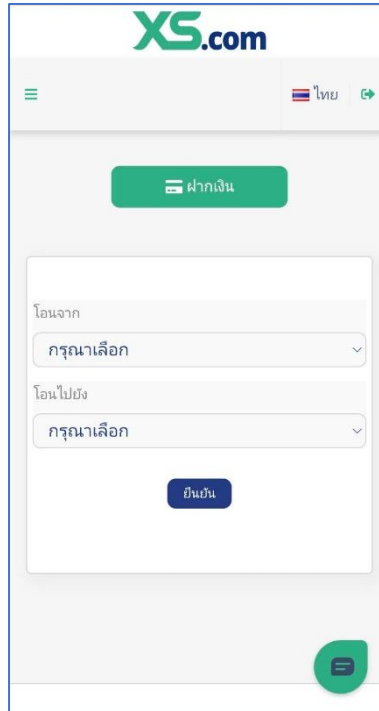 XS.com
ไทย
ฝากเงิน
โอนจาก
กรุณาเลือก
โอนไปยัง
กรุณาเลือก
ยืนยัน